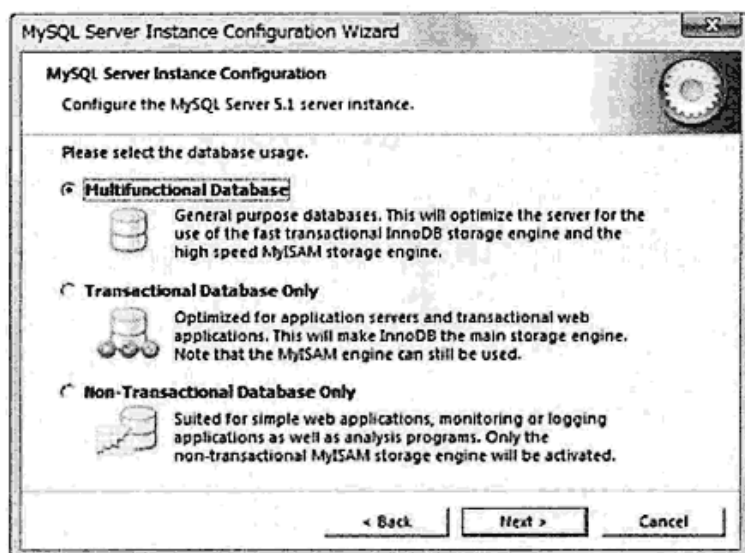 MySQL Server Instance Configuration Wizard
MySQL Server Instance Configuration
Configure the MySQL Server 5.1 server instance.
Please select the database usage.
Multifunctional Database
General purpose databases. This will optimize the server for the
use of the fast transactional InnoDB storage engine and the
high speed MyISAM storage engine.
Transactional Database Only
Optimized for application servers and transactional web
applications. This will make InnoDB the main storage engine.
Note that the MyISAM engine can still be used.
Non-Transactional Database Only
Suited for simple web applications, monitoring or logging
applications as well as analysis programs. Only the
non-transactional MyISAM storage engine will be activated.
< Back Next > Cancel